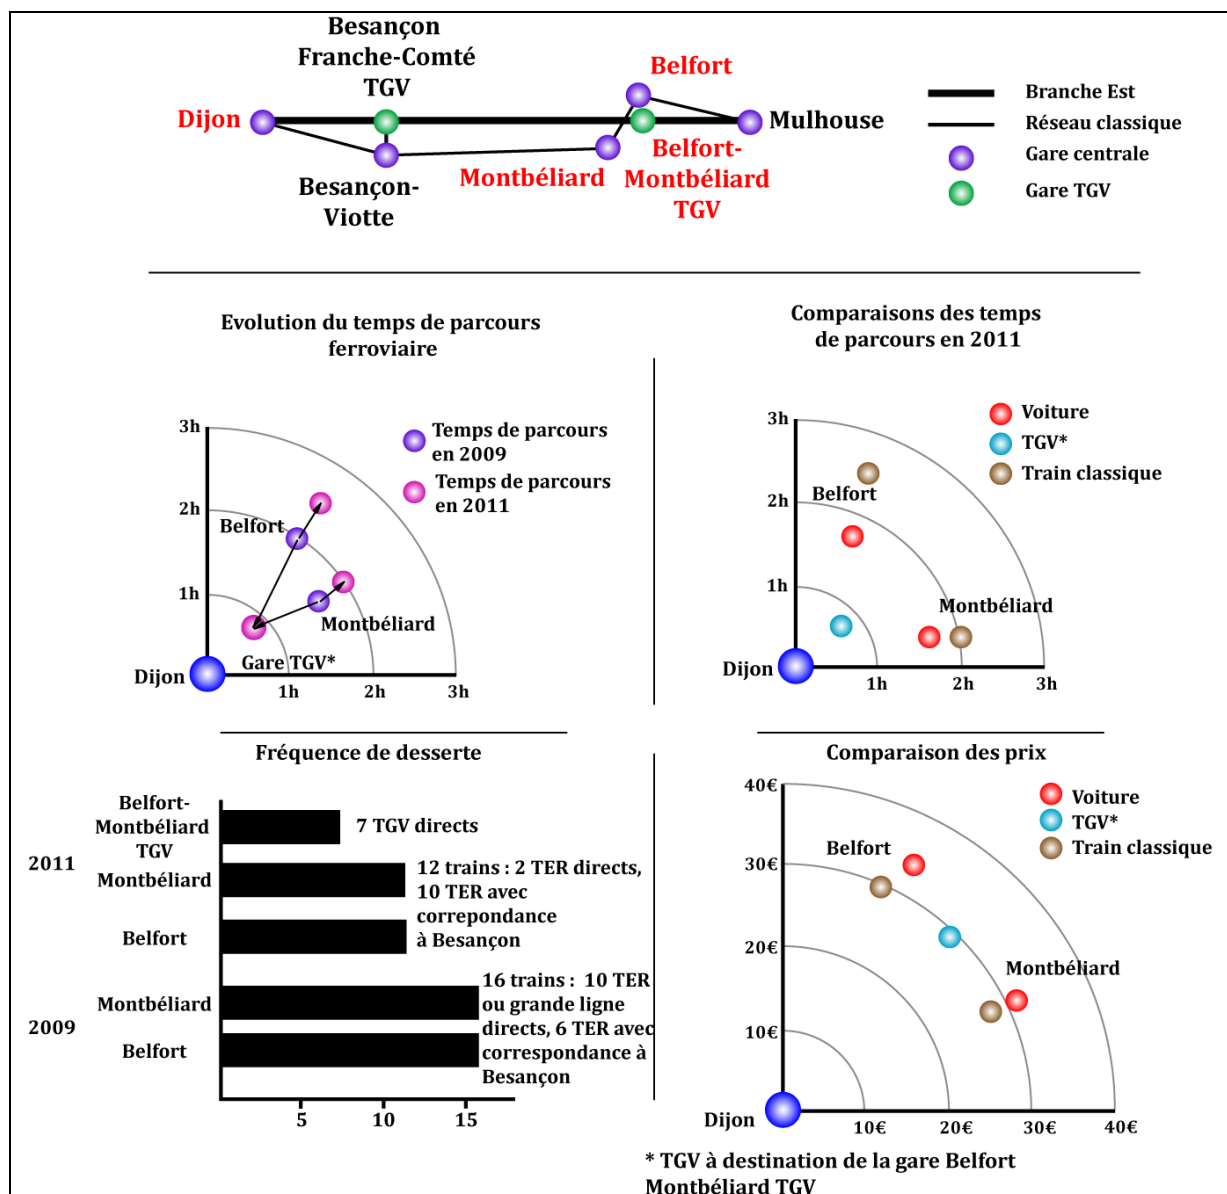 Besançon
Franche-Comté
TGV
Belfort
Dijon
Mulhouse
Montbéliard
Belfort-
Montbéliard
TGV
Besançon-
Viotte
Branche Est
Réseau classique
Gare centrale
Gare TGV
Evolution du temps de parcours
ferroviaire
3h
2h
1h
Temps de parcours
en 2009
Temps de parcours
en 2011
Belfort
Montbéliard
Gare TGV*
Dijon
1h
2h
3h
Comparaisons des temps
de parcours en 2011
3h
2h
1h
Voiture
TGV*
Train classique
Belfort
Montbéliard
Dijon
1h
2h
3h
Fréquence de desserte
2011
Belfort-
Montbéliard
TGV
7 TGV directs
Montbéliard
Belfort
12 trains : 2 TER directs,
10 TER avec
correpondance
à Besançon
2009
Montbéliard
Belfort
16 trains : 10 TER
ou grande ligne
directs, 6 TER avec
correspondance à
Besançon
5
10
15
Comparaison des prix
40€
30€
20€
10€
Voiture
TGV*
Train classique
Belfort
Montbéliard
Dijon
10€
20€
30€
40€
* TGV à destination de la gare Belfort
Montbéliard TGV